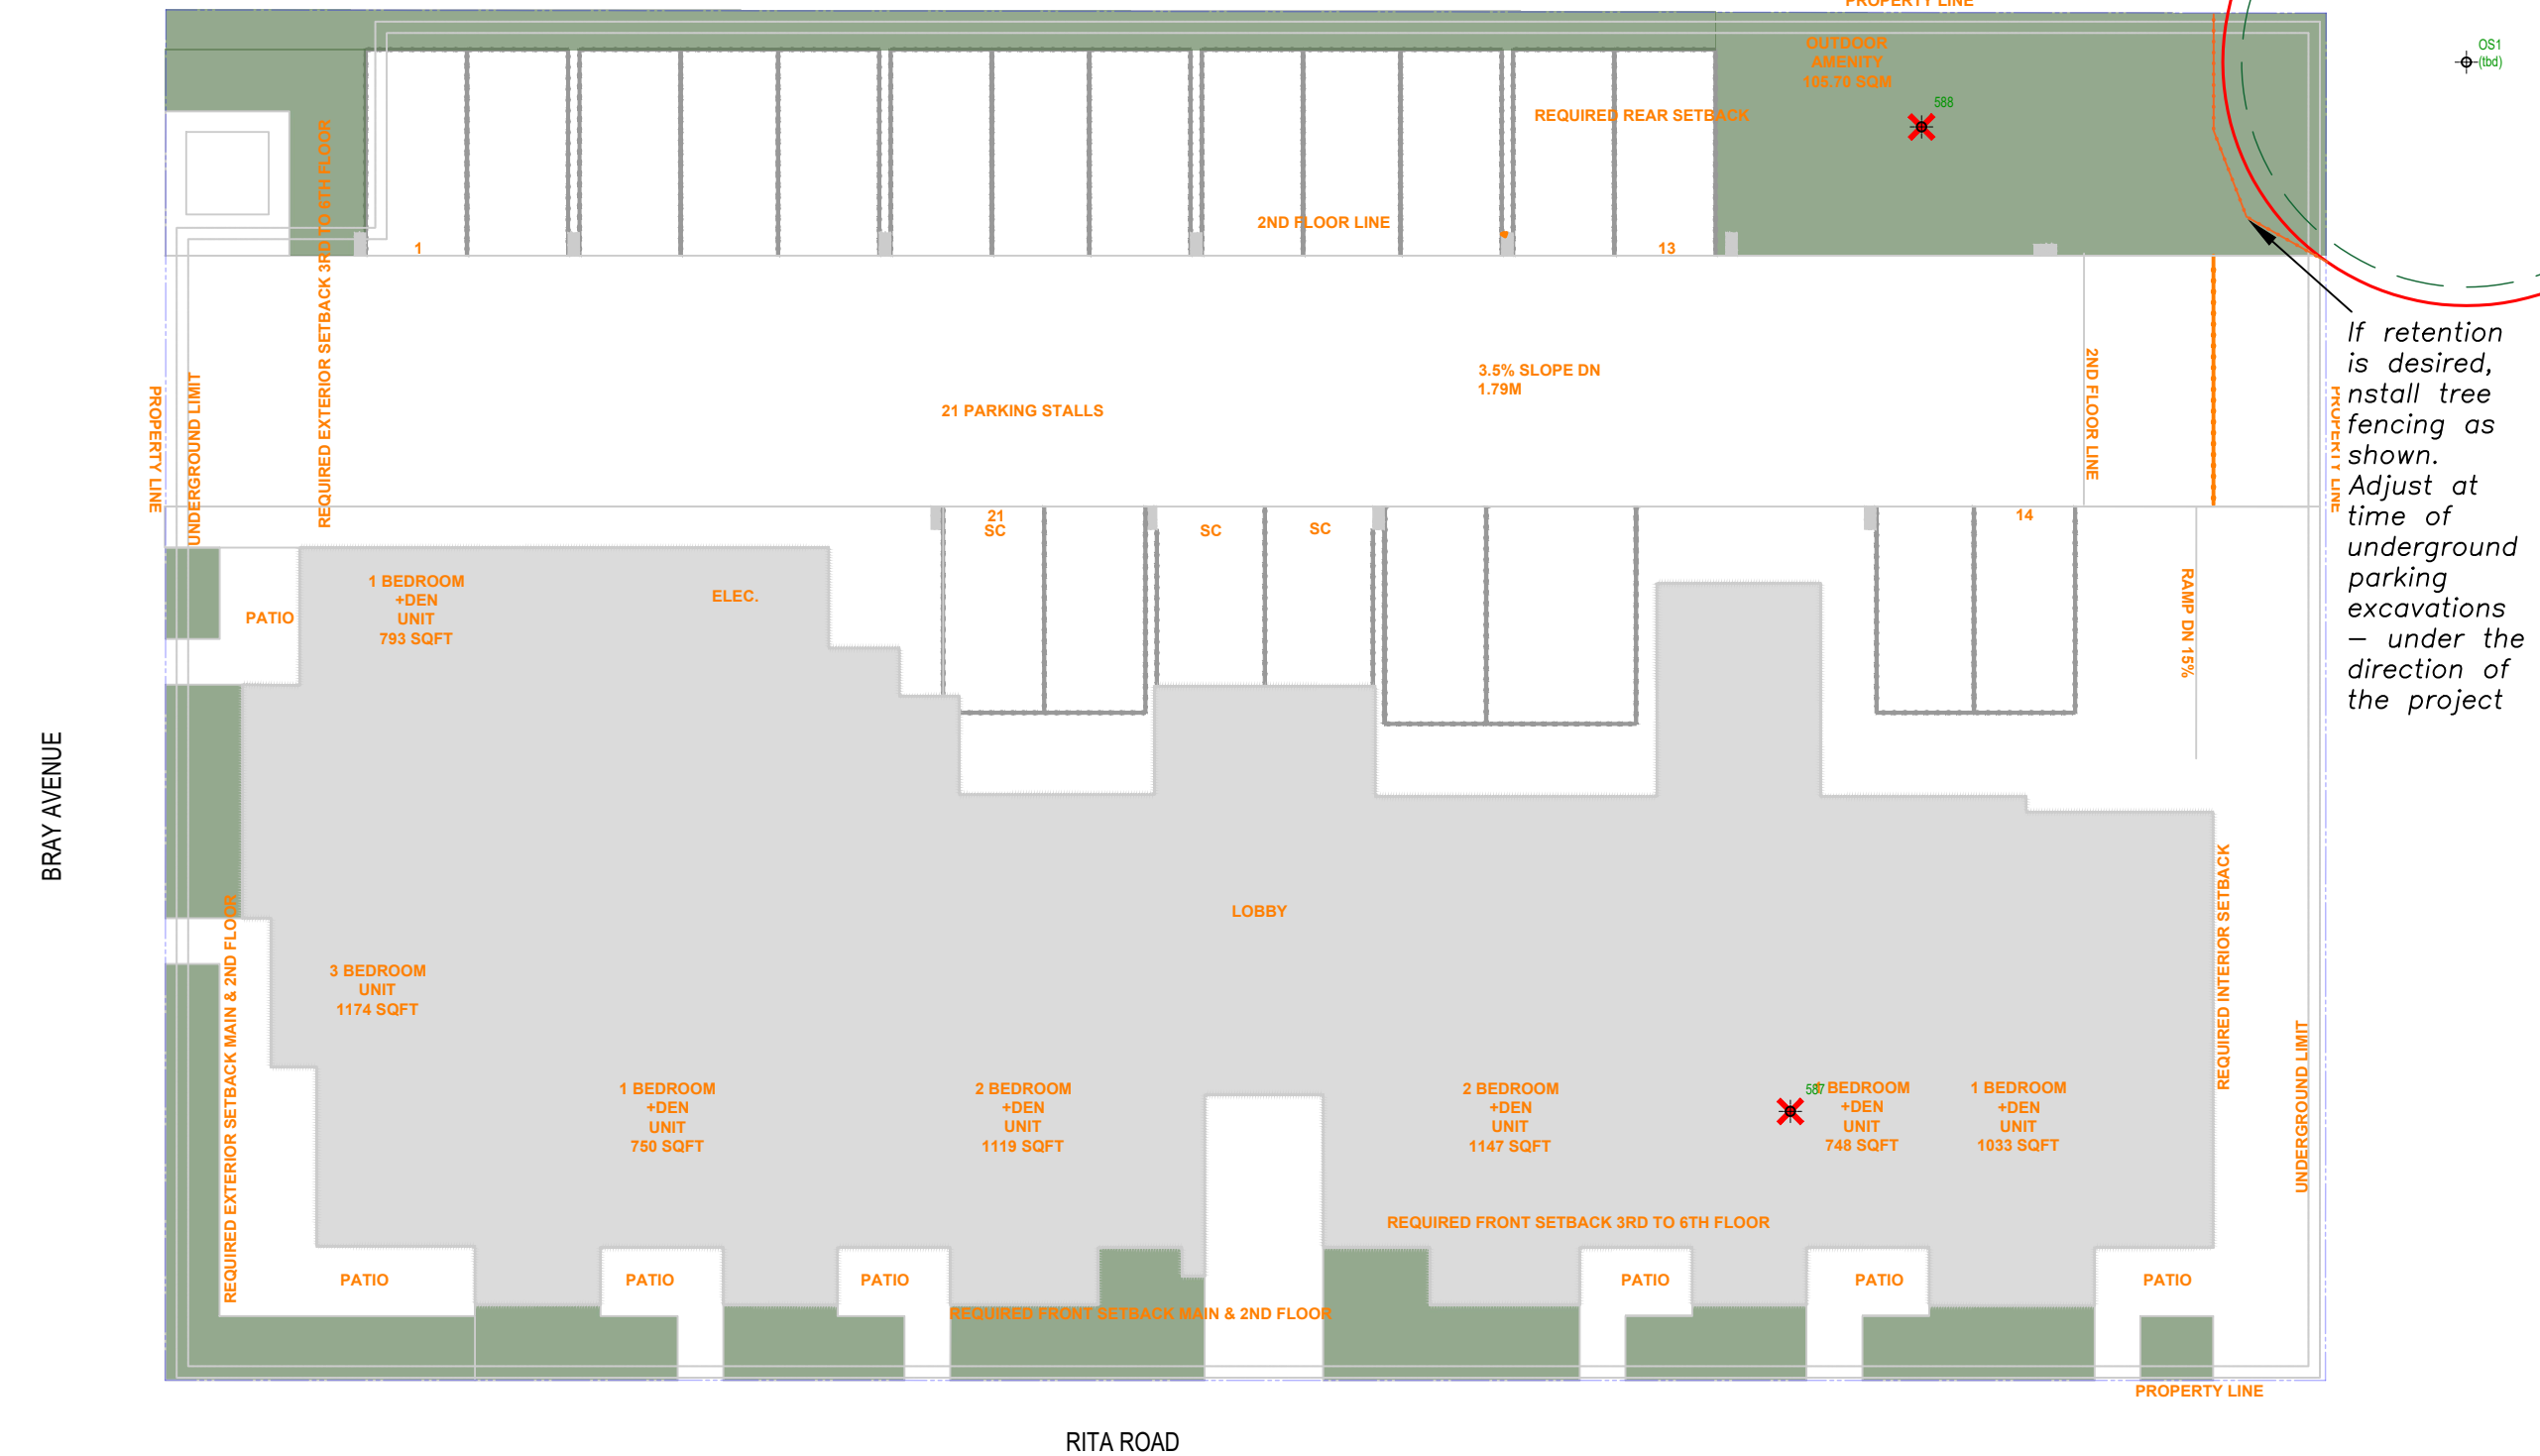 PROPERTY LINE
OUTDOOR
AMENITY
105.70 SQM
OS1
(tbd)
588
REQUIRED REAR SETBACK
2ND FLOOR LINE
1
13
REQUIRED EXTERIOR SETBACK 3RD TO 6TH FLOOR
If retention
is desired,
nstall tree
fencing as
shown.
Adjust at
time of
underground
parking
excavations
– under the
direction of
the project
3.5% SLOPE DN
1.79M
21 PARKING STALLS
2ND FLOOR LINE
PROPERTY LINE
PROPERTY LINE
UNDERGROUND LIMIT
21
SC
SC
SC
14
RAMP DN 15%
1 BEDROOM
+DEN
UNIT
793 SQFT
ELEC.
PATIO
BRAY AVENUE
LOBBY
REQUIRED EXTERIOR SETBACK MAIN & 2ND FLOOR
REQUIRED INTERIOR SETBACK
UNDERGROUND LIMIT
3 BEDROOM
UNIT
1174 SQFT
1 BEDROOM
+DEN
UNIT
750 SQFT
2 BEDROOM
+DEN
UNIT
1119 SQFT
2 BEDROOM
+DEN
UNIT
1147 SQFT
587
BEDROOM
+DEN
UNIT
748 SQFT
1 BEDROOM
+DEN
UNIT
1033 SQFT
REQUIRED FRONT SETBACK 3RD TO 6TH FLOOR
PATIO
PATIO
PATIO
PATIO
PATIO
PATIO
REQUIRED FRONT SETBACK MAIN & 2ND FLOOR
PROPERTY LINE
RITA ROAD